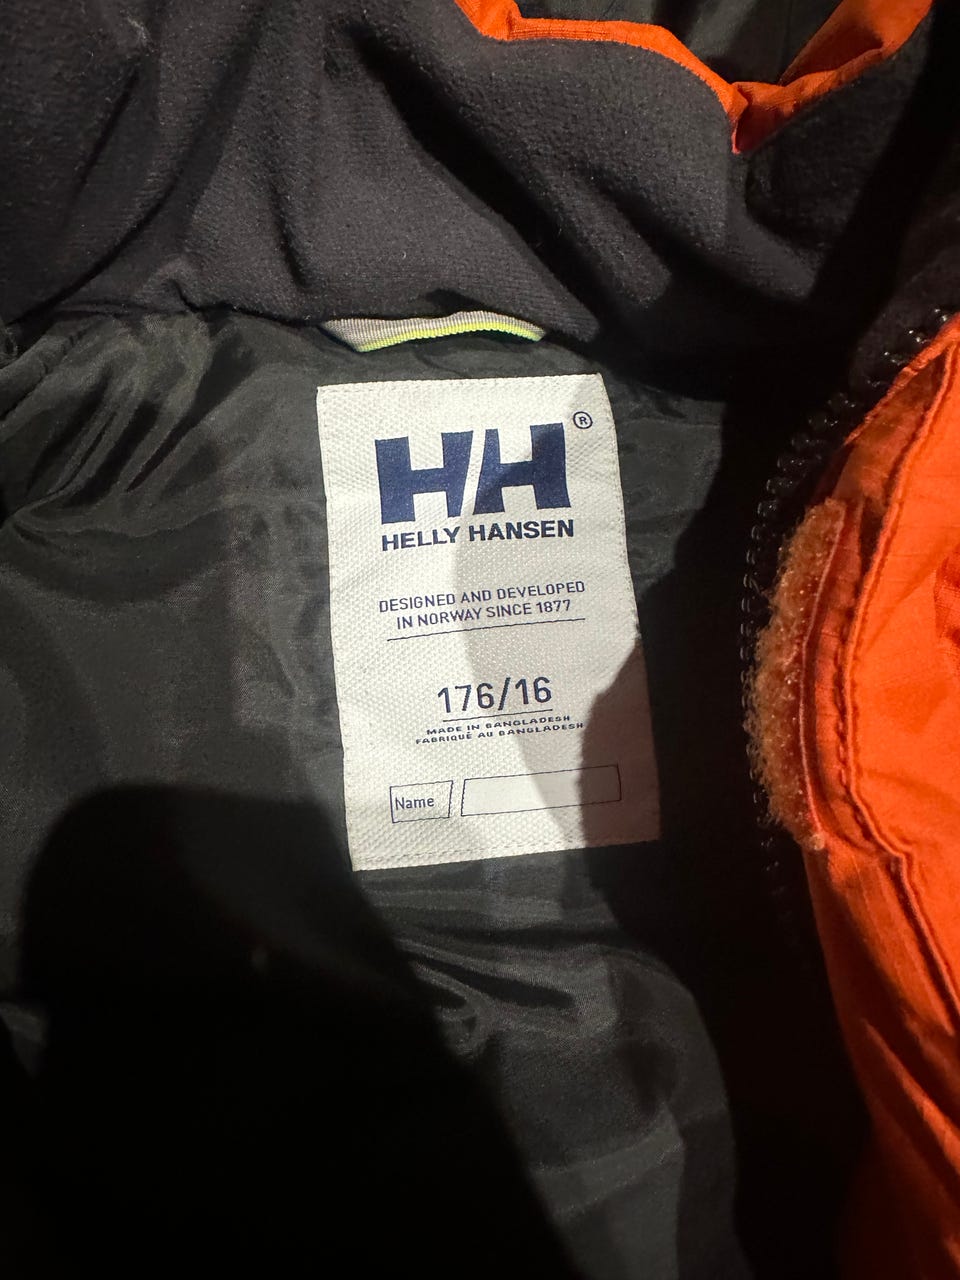 HH®
HELLY HANSEN
DESIGNED AND DEVELOPED
IN NORWAY SINCE 1877
176/16
MADE IN BANGLADESH
FABRIQUÉ AU BANGLADESH
Name